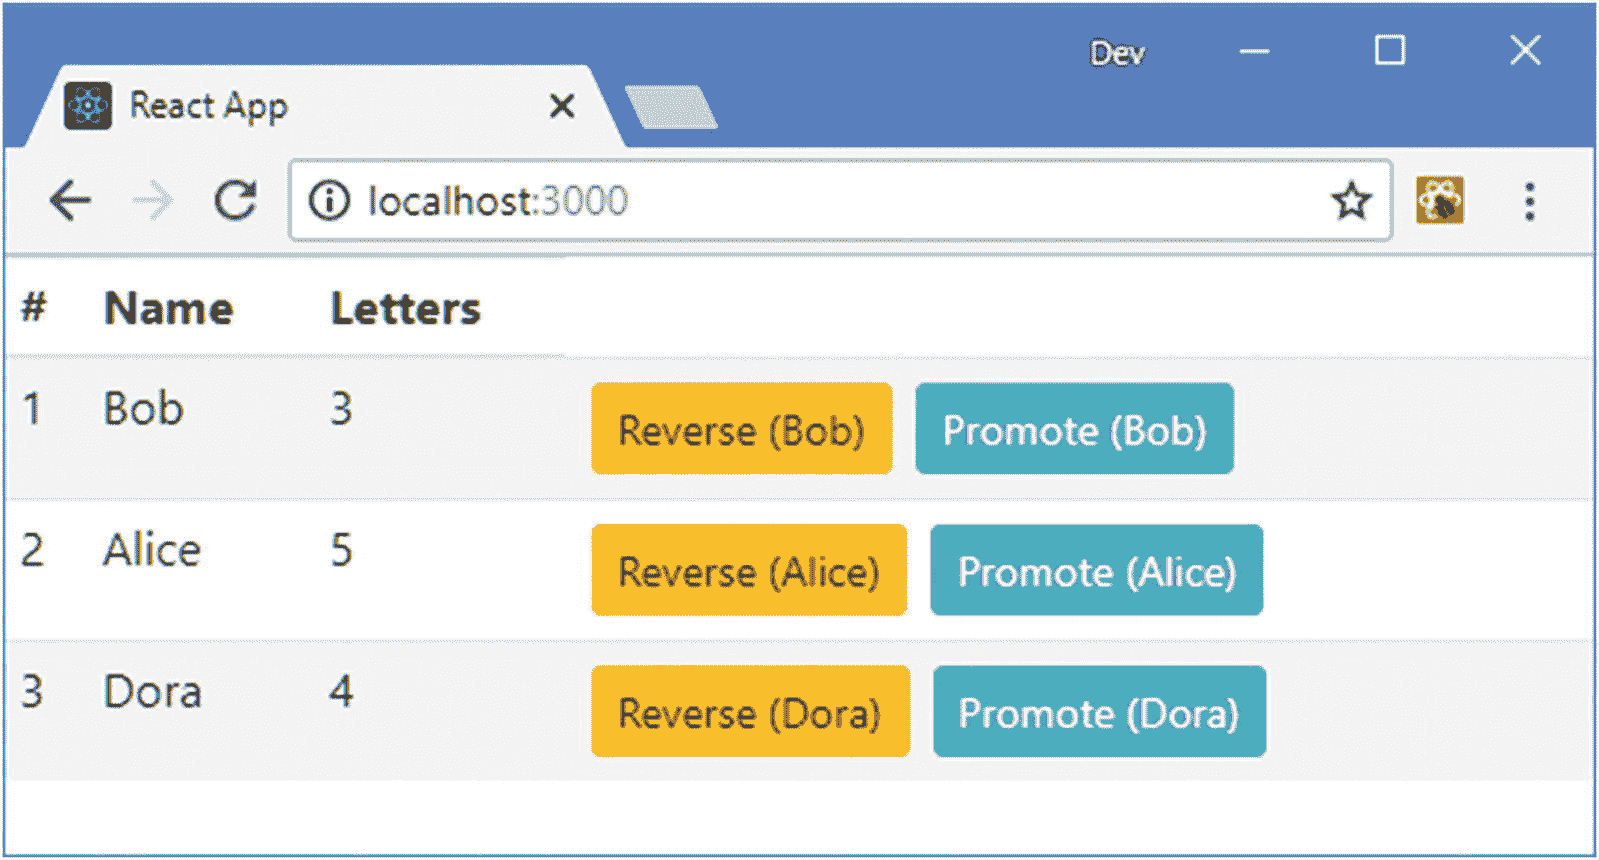 Dev
React App
localhost:3000
# Name Letters
1 Bob 3 Reverse (Bob) Promote (Bob)
2 Alice 5 Reverse (Alice) Promote (Alice)
3 Dora 4 Reverse (Dora) Promote (Dora)